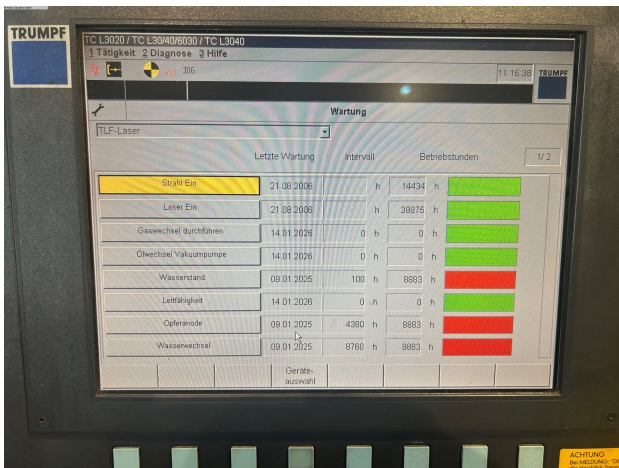 TRUMPF
TC L3020 / TC L30/40/6030 / TC L3040
1 Tätigkeit 2 Diagnose 3 Hilfe
30G
11:16:38
TRUMPF
Wartung
TLF-Laser
Letzte Wartung Intervall Betriebstunden 1/ 2
Strahl Ein 21.08.2006 h 14434 h
Laser Ein 21.08.2006 h 39875 h
Gaswechsel durchführen 14.01.2026 0 h 0 h
Ölwechsel Vakuumpumpe 14.01.2026 0 h 0 h
Wasserstand 09.01.2025 100 h 8883 h
Leitfähigkeit 14.01.2026 0 h 0 h
Opferanode 09.01.2025 4380 h 8883 h
Wasserwechsel 09.01.2025 8760 h 8883 h
Geräte-
auswahl
ACHTUNG
Bei MELDUNG: